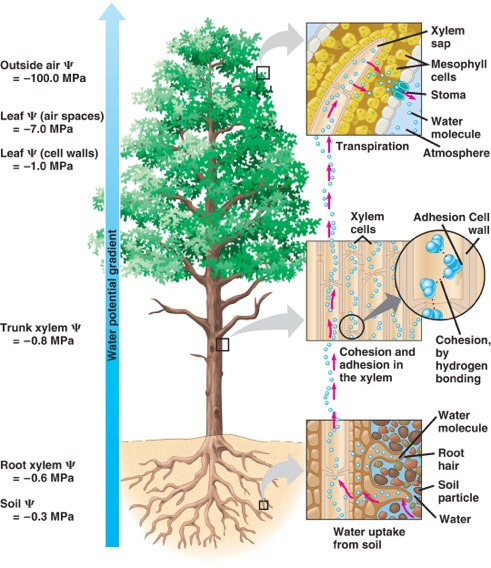 Outside air Ψ
= −100.0 MPa
Leaf Ψ (air spaces)
= −7.0 MPa
Leaf Ψ (cell walls)
= −1.0 MPa
Trunk xylem Ψ
= −0.8 MPa
Root xylem Ψ
= −0.6 MPa
Soil Ψ
= −0.3 MPa
Water potential gradient
Xylem
sap
Mesophyll
cells
Stoma
Water
molecule
Atmosphere
Transpiration
Xylem
cells
Adhesion
Cell
wall
Cohesion,
by
hydrogen
bonding
Cohesion and
adhesion in
the xylem
Water
molecule
Root
hair
Soil
particle
Water
Water uptake
from soil